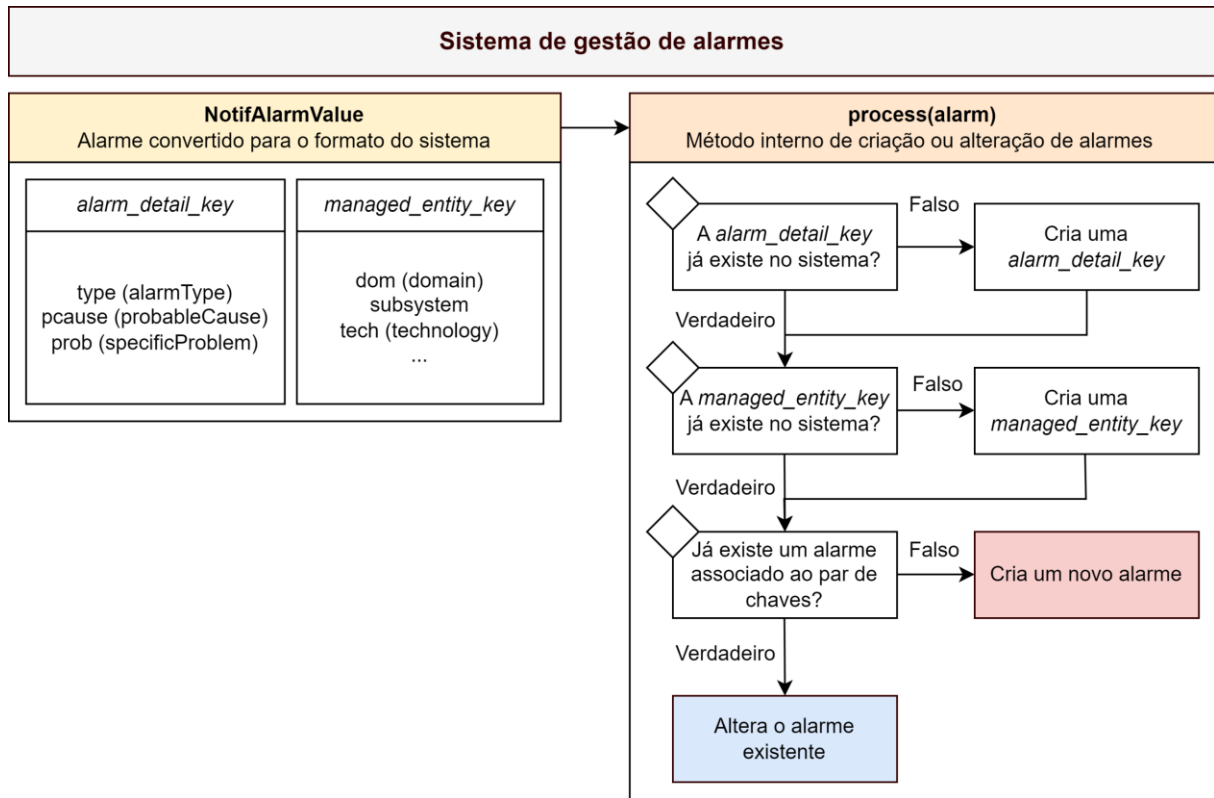 Sistema de gestão de alarmes
NotifAlarmValue
Alarme convertido para o formato do sistema
alarm_detail_key
type (alarmType)
pcause (probableCause)
prob (specificProblem)
managed_entity_key
dom (domain)
subsystem
tech (technology)
...
process(alarm)
Método interno de criação ou alteração de alarmes
A alarm_detail_key
já existe no sistema?
Falso
Cria uma
alarm_detail_key
Verdadeiro
A managed_entity_key
já existe no sistema?
Falso
Cria uma
managed_entity_key
Verdadeiro
Já existe um alarme
associado ao par de
chaves?
Falso
Cria um novo alarme
Verdadeiro
Altera o alarme
existente